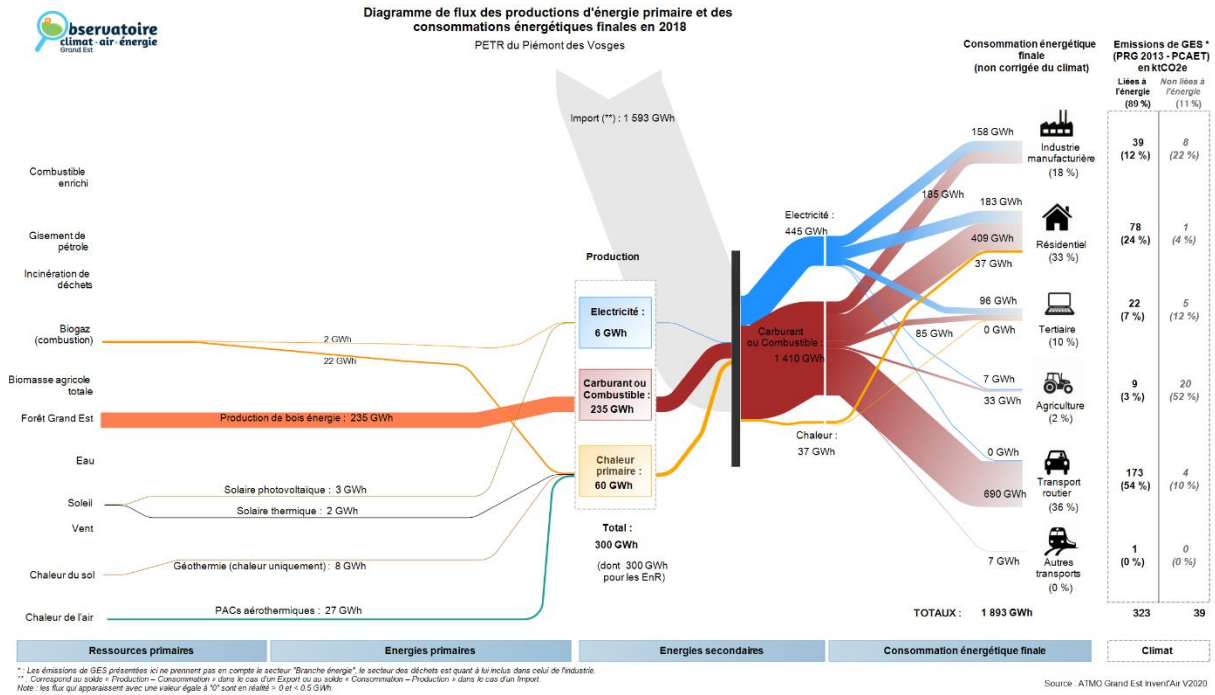 Observatoire
climat·air·énergie
Grand Est
Diagramme de flux des productions d'énergie primaire et des
consommations énergétiques finales en 2018
PETR du Piémont des Vosges
Consommation énergétique
finale
(non corrigée du climat)
Emissions de GES *
(PRG 2013 - PCAET)
en ktCO2e
Liées à
l'énergie
(89 %)
Non liées à
l'énergie
(11 %)
Import (**) : 1 593 GWh
Combustible
enrichi
Gisement de
pétrole
Incinération de
déchets
Biogaz
(combustion)
Biomasse agricole
totale
Forêt Grand Est
Eau
Soleil
Vent
Chaleur du sol
Chaleur de l'air
2 GWh
22 GWh
Production de bois énergie : 235 GWh
Solaire photovoltaïque : 3 GWh
Solaire thermique : 2 GWh
Géothermie (chaleur uniquement) : 8 GWh
PACs aérothermiques : 27 GWh
Production
Electricité :
6 GWh
Carburant ou
Combustible :
235 GWh
Chaleur
primaire :
60 GWh
Total :
300 GWh
(dont 300 GWh
pour les EnR)
Electricité :
445 GWh
Carburant
ou Combustible :
1 410 GWh
Chaleur :
37 GWh
158 GWh
185 GWh
Industrie
manufacturière
(18 %)
39
(12 %)
8
(22 %)
183 GWh
409 GWh
37 GWh
Résidentiel
(33 %)
78
(24 %)
1
(4 %)
96 GWh
85 GWh
0 GWh
Tertiaire
(10 %)
22
(7 %)
5
(12 %)
7 GWh
33 GWh
Agriculture
(2 %)
9
(3 %)
20
(52 %)
0 GWh
690 GWh
Transport
routier
(36 %)
173
(54 %)
4
(10 %)
7 GWh
Autres
transports
(0 %)
1
(0 %)
0
(0 %)
TOTAUX : 1 893 GWh
323
39
Ressources primaires
Energies primaires
Energies secondaires
Consommation énergétique finale
Climat
* : Les émissions de GES présentées ici ne prennent pas en compte le secteur "Branche énergie", le secteur des déchets est quant à lui inclus dans celui de l'industrie.
** : Correspond au solde « Production – Consommation » dans le cas d'un Export ou au solde « Consommation – Production » dans le cas d'un Import.
Note : les flux qui apparaissent avec une valeur égale à "0" sont en réalité > 0 et < 0.5 GWh.
Source : ATMO Grand Est Invent'Air V2020